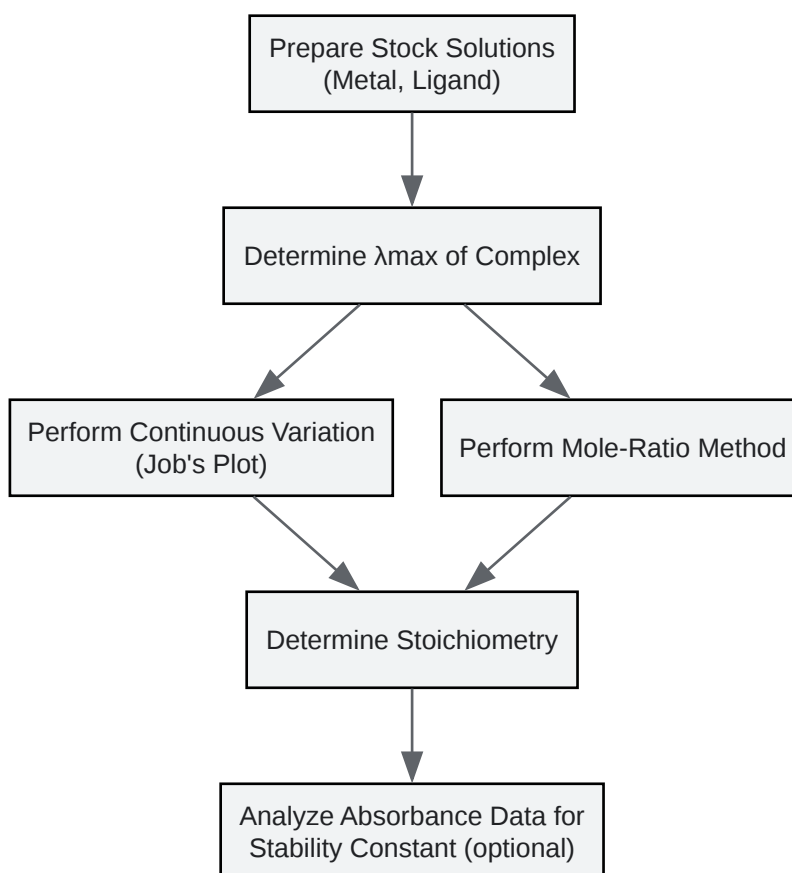 Prepare Stock Solutions
(Metal, Ligand)
Determine λmax of Complex
Perform Continuous Variation
(Job's Plot)
Perform Mole-Ratio Method
Determine Stoichiometry
Analyze Absorbance Data for
Stability Constant (optional)